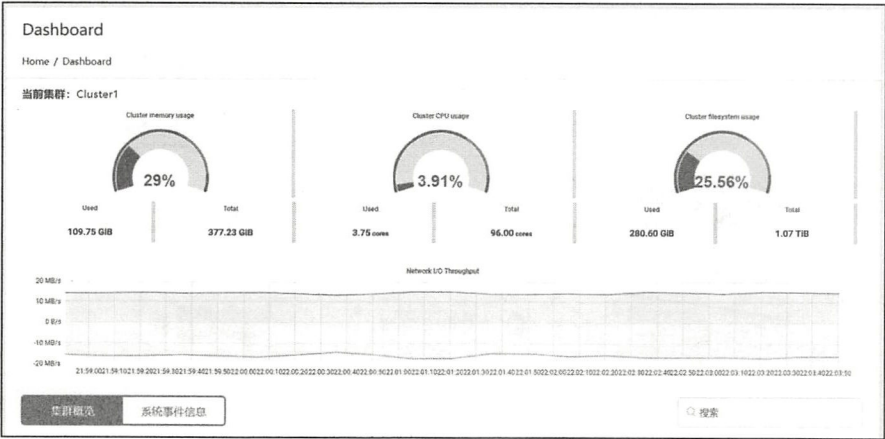 Dashboard
Home / Dashboard
当前集群：Cluster1
Cluster memory usage
Cluster CPU usage
Cluster filesystem usage
29%
3.91%
25.56%
Used
Total
Used
Total
Used
Total
109.75 GiB
377.23 GiB
3.75 cores
96.00 cores
280.60 GiB
1.07 TiB
Network I/O Throughput
20 MB/s
10 MB/s
0 B/s
-10 MB/s
-20 MB/s
集群概览
系统事件信息
搜索